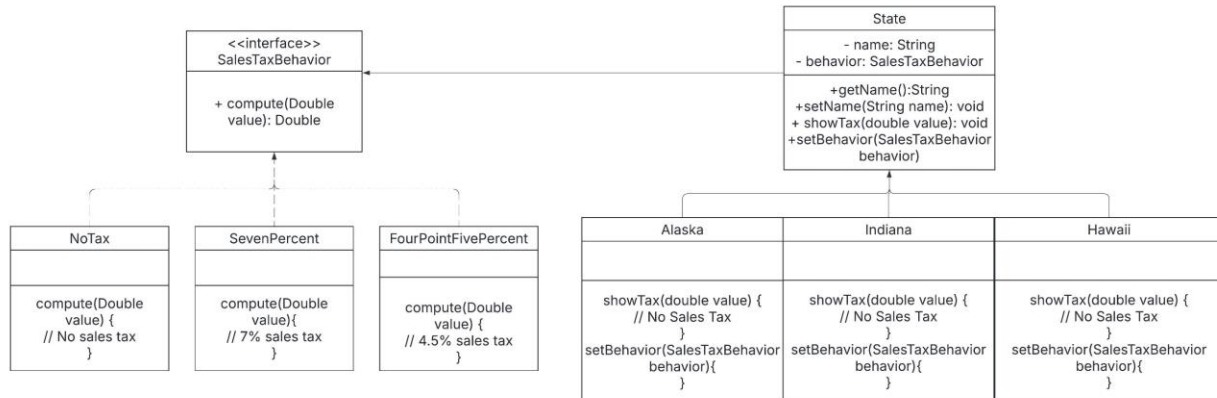 <<interface>>
SalesTaxBehavior
+ compute(Double
value): Double
State
- name: String
- behavior: SalesTaxBehavior
+getName():String
+setName(String name): void
+ showTax(double value): void
+setBehavior(SalesTaxBehavior
behavior)
NoTax
compute(Double
value) {
// No sales tax
}
SevenPercent
compute(Double
value){
// 7% sales tax
}
FourPointFivePercent
compute(Double
value) {
// 4.5% sales tax
}
Alaska
showTax(double value) {
// No Sales Tax
}
setBehavior(SalesTaxBehavior
behavior){
}
Indiana
showTax(double value) {
// No Sales Tax
}
setBehavior(SalesTaxBehavior
behavior){
}
Hawaii
showTax(double value) {
// No Sales Tax
}
setBehavior(SalesTaxBehavior
behavior){
}